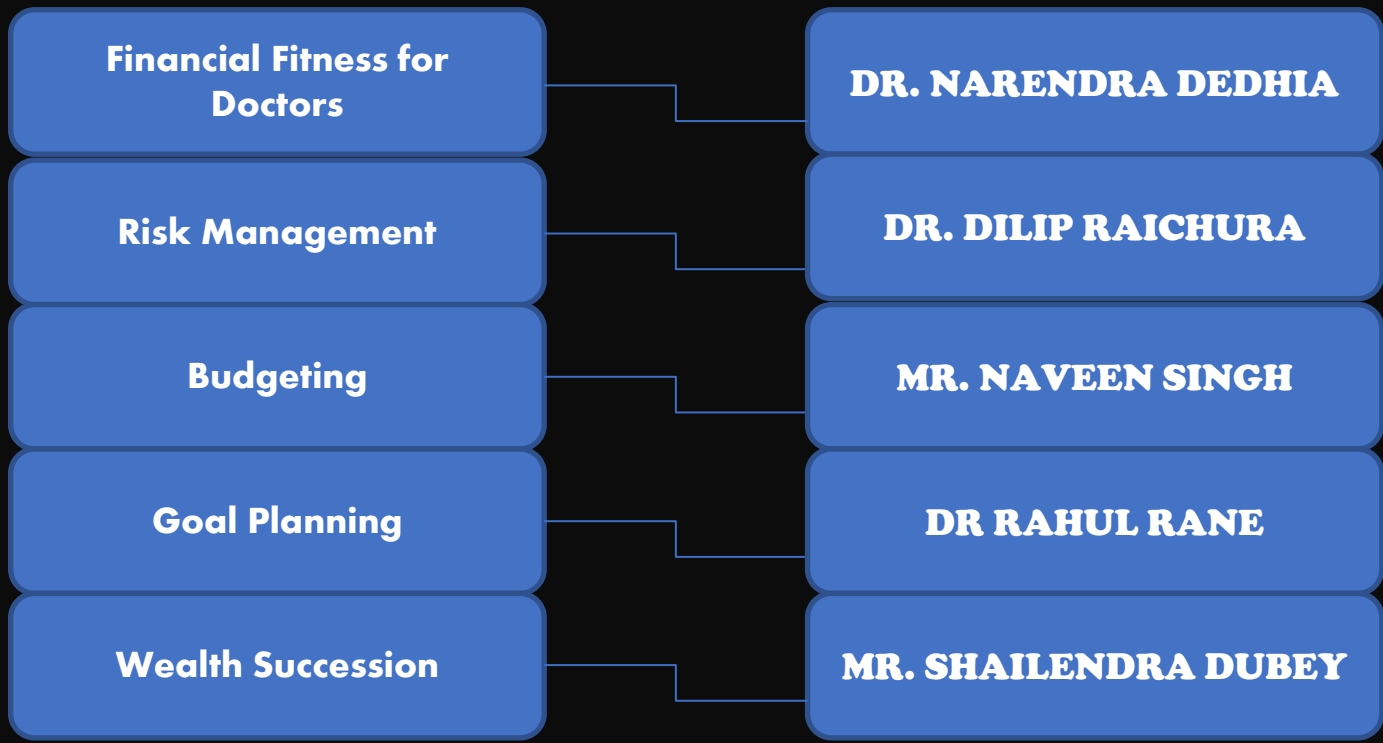 Financial Fitness for
Doctors
DR. NARENDRA DEDHIA
Risk Management
DR. DILIP RAICHURA
Budgeting
MR. NAVEEN SINGH
Goal Planning
DR RAHUL RANE
Wealth Succession
MR. SHAILENDRA DUBEY